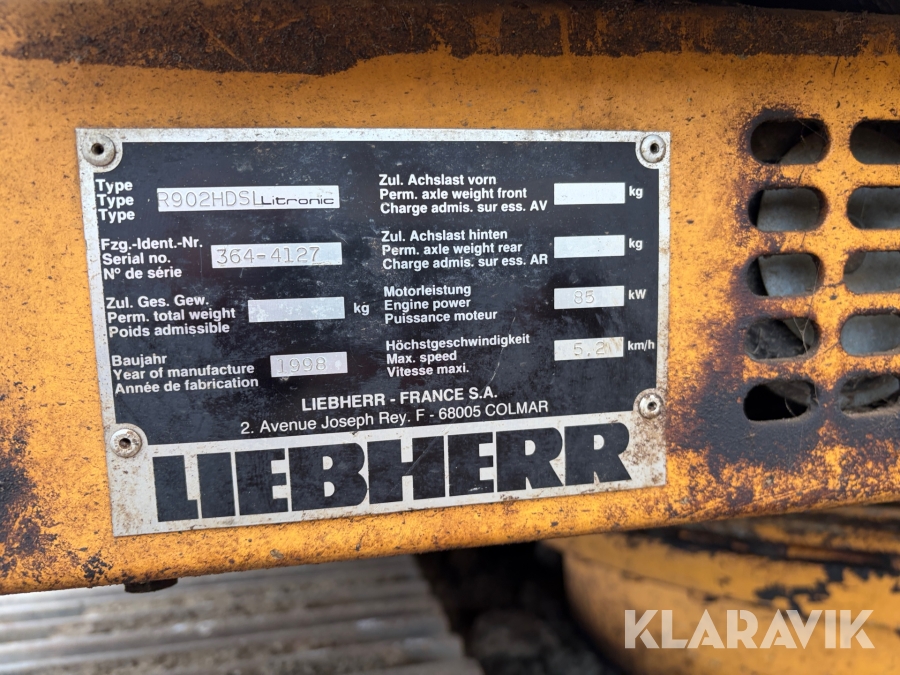 Type
Type
Type
R902HDSL Litronic
Fzg.-Ident.-Nr.
Serial no.
N° de série
364-4127
Zul. Ges. Gew.
Perm. total weight
Poids admissible
kg
Baujahr
Year of manufacture
Année de fabrication
1998
Zul. Achslast vorn
Perm. axle weight front
Charge admis. sur ess. AV
kg
Zul. Achslast hinten
Perm. axle weight rear
Charge admis. sur ess. AR
kg
Motorleistung
Engine power
Puissance moteur
85 kW
Höchstgeschwindigkeit
Max. speed
Vitesse maxi.
5,2 km/h
LIEBHERR - FRANCE S.A.
2. Avenue Joseph Rey. F - 68005 COLMAR
LIEBHERR
KLARAVIK